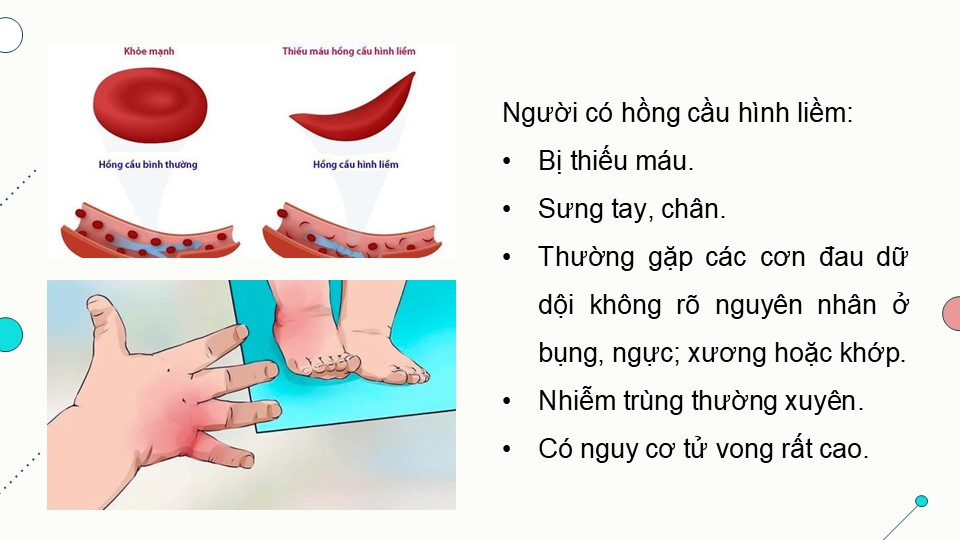 Khỏe mạnh
Thiếu máu hồng cầu hình liềm
Hồng cầu bình thường
Hồng cầu hình liềm
Người có hồng cầu hình liềm:
• Bị thiếu máu.
• Sưng tay, chân.
• Thường gặp các cơn đau dữ
dội không rõ nguyên nhân ở
bụng, ngực; xương hoặc khớp.
• Nhiễm trùng thường xuyên.
• Có nguy cơ tử vong rất cao.